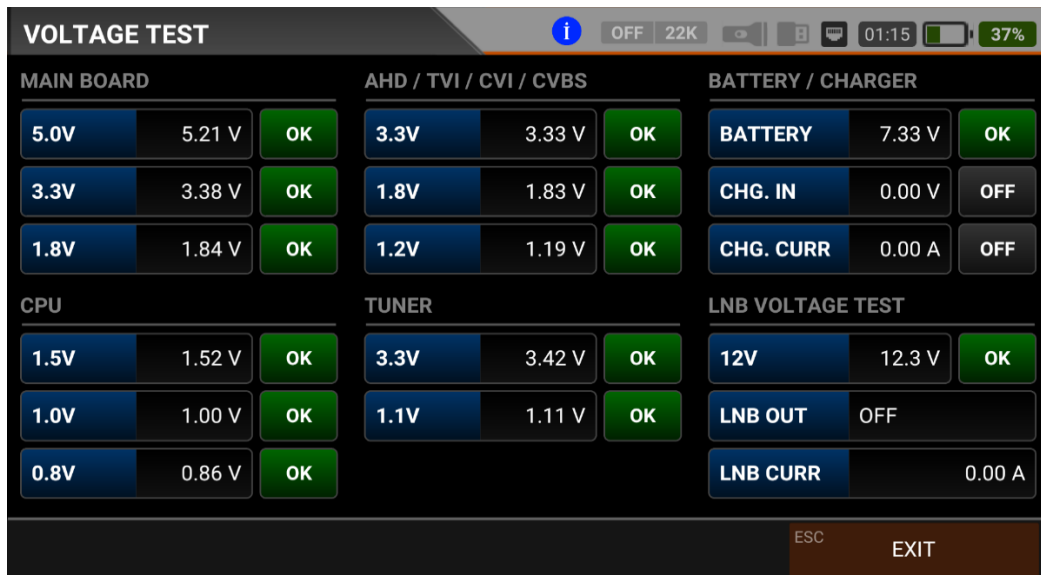 VOLTAGE TEST i OFF 22K 01:15 37%
MAIN BOARD
5.0V 5.21 V OK
3.3V 3.38 V OK
1.8V 1.84 V OK
AHD / TVI / CVI / CVBS
3.3V 3.33 V OK
1.8V 1.83 V OK
1.2V 1.19 V OK
BATTERY / CHARGER
BATTERY 7.33 V OK
CHG. IN 0.00 V OFF
CHG. CURR 0.00 A OFF
CPU
1.5V 1.52 V OK
1.0V 1.00 V OK
0.8V 0.86 V OK
TUNER
3.3V 3.42 V OK
1.1V 1.11 V OK
LNB VOLTAGE TEST
12V 12.3 V OK
LNB OUT OFF
LNB CURR 0.00 A
ESC EXIT